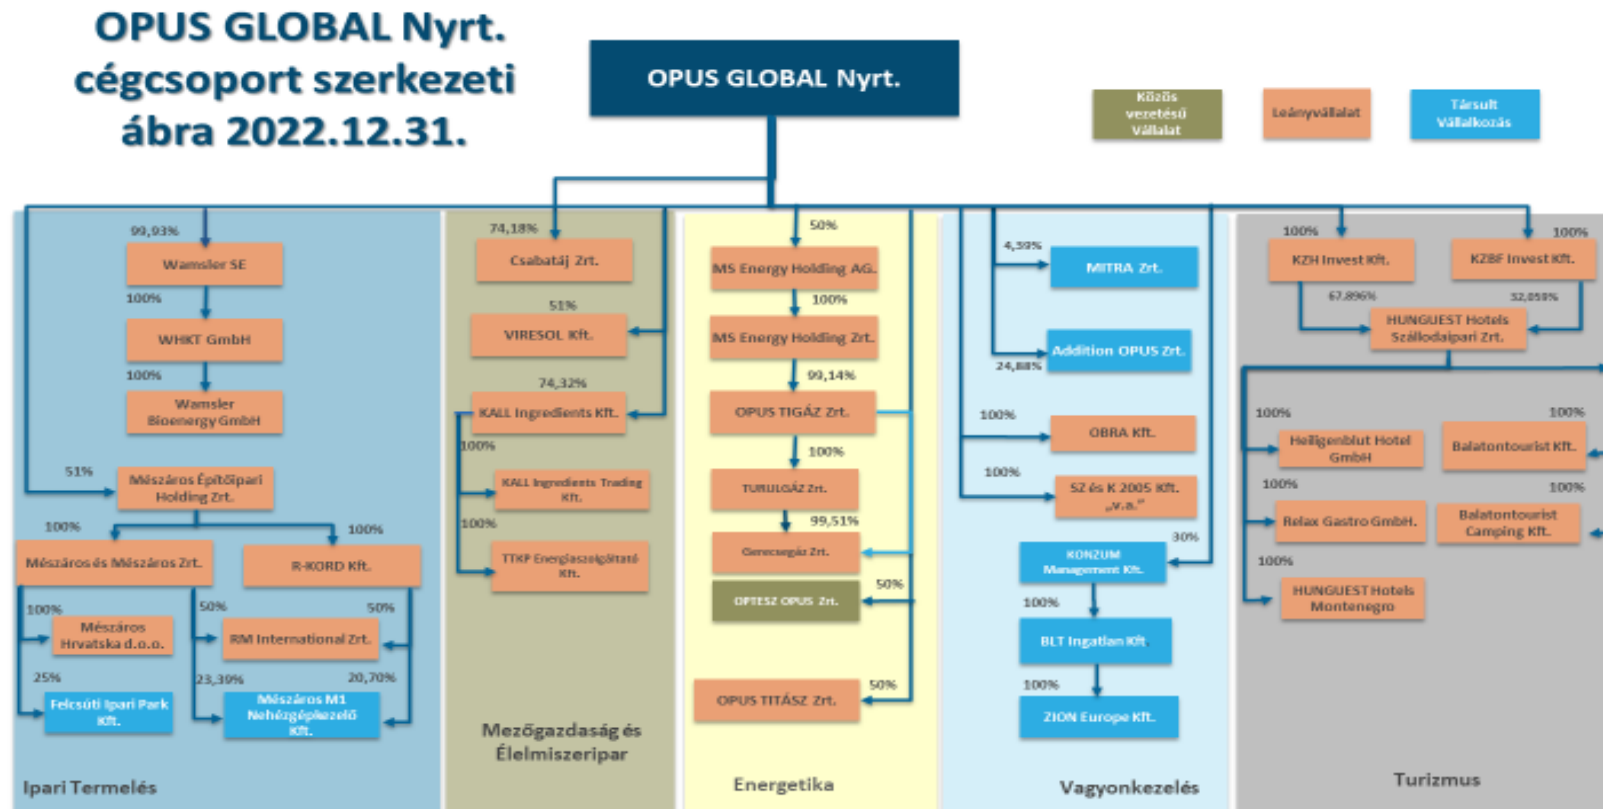 OPUS GLOBAL Nyrt.
cégcsoport szerkezeti
ábra 2022.12.31.
OPUS GLOBAL Nyrt.
Közös
vezetésű
Vállalat
Leányvállalat
Társult
Vállalkozás
99,93%
Wamsler SE
100%
WHKT GmbH
100%
Wamsler
Bioenergy GmbH
51%
Mészáros Építőipari
Holding Zrt.
100%
100%
Mészáros és Mészáros Zrt.
R-KORD Kft.
100%
50%
50%
Mészáros
Hrvatska d.o.o.
RM International Zrt.
25%
23,39%
20,70%
Felcsúti Ipari Park
Kft.
Mészáros M1
Nehézgépkezelő
Kft.
Ipari Termelés
74,18%
Csabatáj Zrt.
51%
VIRESOL Kft.
74,32%
KALL Ingredients Kft.
100%
KALL Ingredients Trading
Kft.
100%
TTKP Energiaszolgáltató
Kft.
Mezőgazdaság és
Élelmiszeripar
50%
MS Energy Holding AG.
100%
MS Energy Holding Zrt.
99,14%
OPUS TIGÁZ Zrt.
100%
TURULGÁZ Zrt.
99,51%
Gerecsegáz Zrt.
50%
OPTESZ OPUS Zrt.
50%
OPUS TITÁSZ Zrt.
Energetika
4,39%
MITRA Zrt.
Addition OPUS Zrt.
24,88%
100%
OBRA Kft.
100%
SZ és K 2005 Kft.
„v.a.”
30%
KONZUM
Management Kft.
100%
BLT Ingatlan Kft.
100%
ZION Europe Kft.
Vagyonkezelés
100%
100%
KZH Invest Kft.
KZBF Invest Kft.
67,896%
32,059%
HUNGUEST Hotels
Szállodaipari Zrt.
100%
100%
Heiligenblut Hotel
GmbH
Balatontourist Kft.
100%
100%
Relax Gastro GmbH.
Balatontourist
Camping Kft.
100%
HUNGUEST Hotels
Montenegro
Turizmus